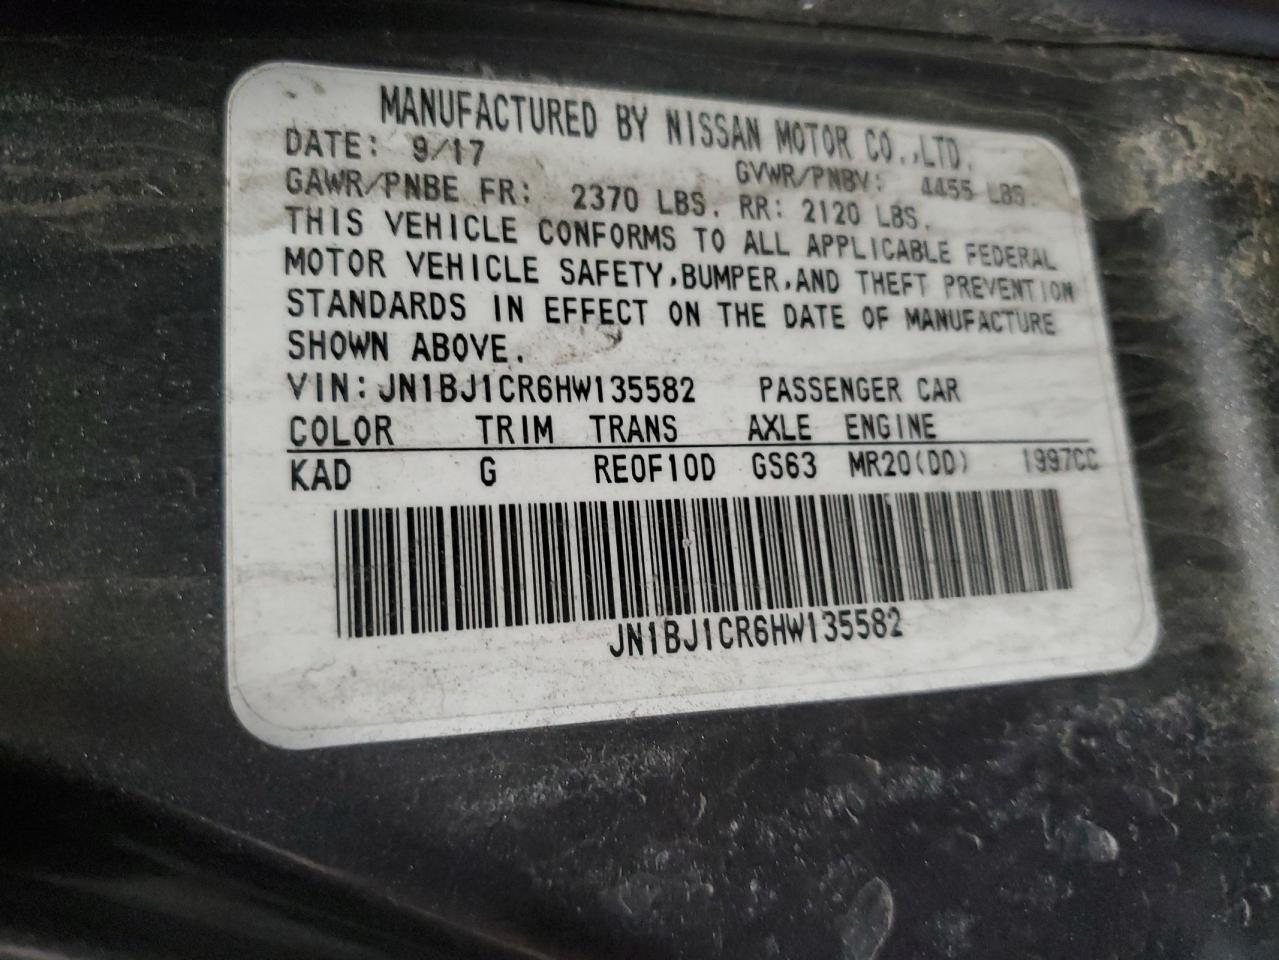 MANUFACTURED BY NISSAN MOTOR CO.,LTD.
DATE: 9/17 GVWR/PNBV: 4455 LBS.
GAWR/PNBE FR: 2370 LBS. RR: 2120 LBS.
THIS VEHICLE CONFORMS TO ALL APPLICABLE FEDERAL
MOTOR VEHICLE SAFETY,BUMPER,AND THEFT PREVENTION
STANDARDS IN EFFECT ON THE DATE OF MANUFACTURE
SHOWN ABOVE.
VIN:JN1BJ1CR6HW135582 PASSENGER CAR
COLOR TRIM TRANS AXLE ENGINE
KAD G RE0F10D GS63 MR20(DD) 1997CC
JN1BJ1CR6HW135582